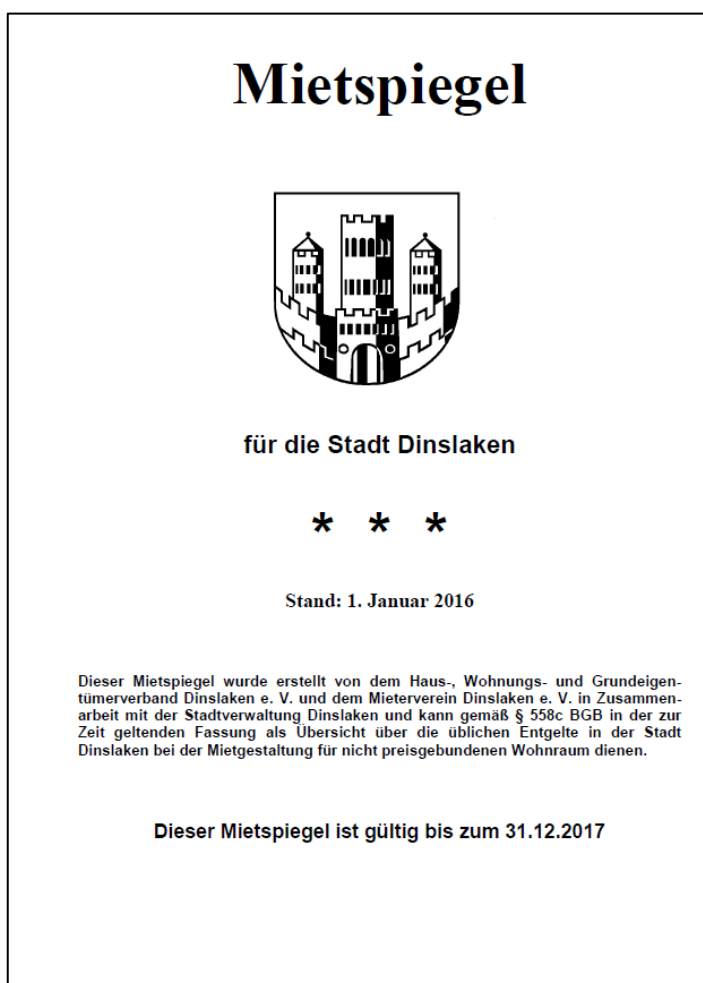 Mietspiegel
für die Stadt Dinslaken
* * *
Stand: 1. Januar 2016
Dieser Mietspiegel wurde erstellt von dem Haus-, Wohnungs- und Grundeigen-
tümerverband Dinslaken e. V. und dem Mieterverein Dinslaken e. V. in Zusammen-
arbeit mit der Stadtverwaltung Dinslaken und kann gemäß § 558c BGB in der zur
Zeit geltenden Fassung als Übersicht über die üblichen Entgelte in der Stadt
Dinslaken bei der Mietgestaltung für nicht preisgebundenen Wohnraum dienen.
Dieser Mietspiegel ist gültig bis zum 31.12.2017